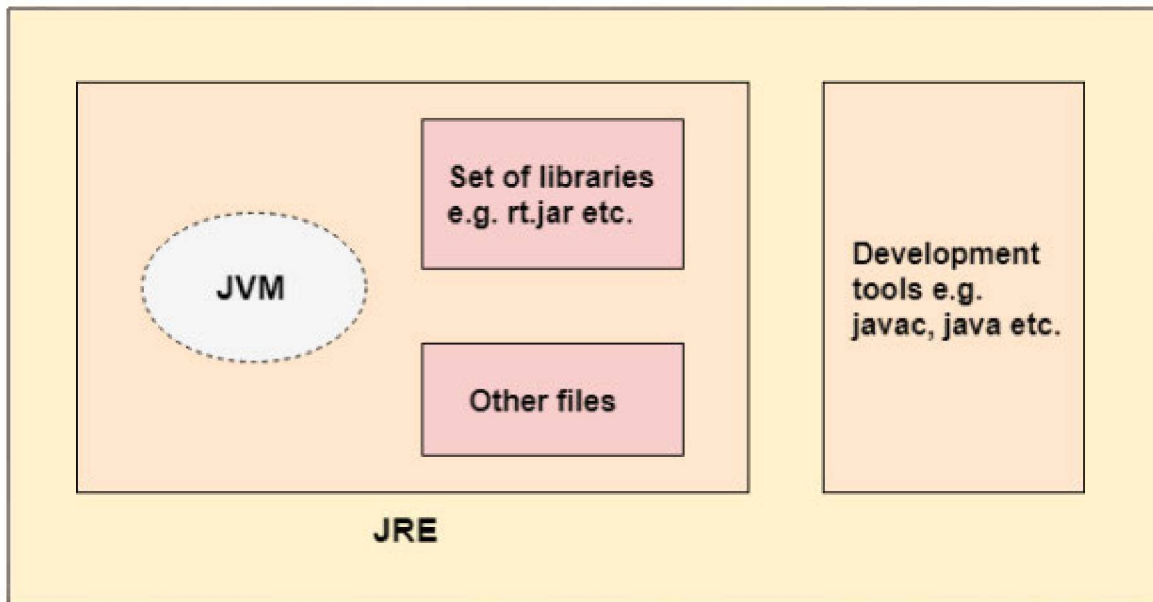 Set of libraries
e.g. rt.jar etc.
JVM
Other files
Development
tools e.g.
javac, java etc.
JRE